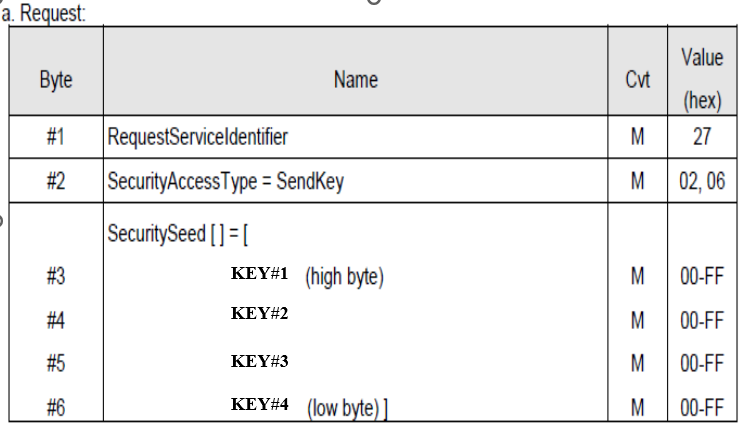 a. Request:
Byte Name Cvt Value (hex)
#1 RequestServiceIdentifier M 27
#2 SecurityAccessType = SendKey M 02, 06
SecuritySeed [ ] = [
#3 KEY#1 (high byte) M 00-FF
#4 KEY#2 M 00-FF
#5 KEY#3 M 00-FF
#6 KEY#4 (low byte) ] M 00-FF